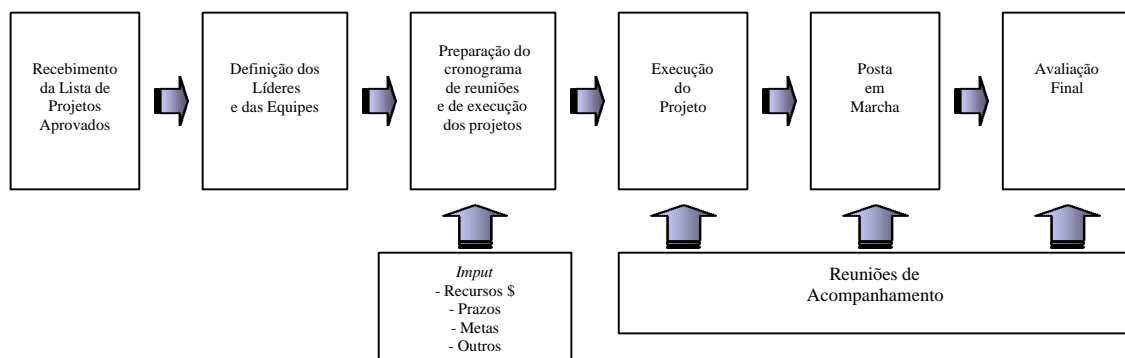 Recebimento
da Lista de
Projetos
Aprovados
Definição dos
Líderes
e das Equipes
Preparação do
cronograma
de reuniões
e de execução
dos projetos
Execução
do
Projeto
Posta
em
Marcha
Avaliação
Final
Imput
- Recursos $
- Prazos
- Metas
- Outros
Reuniões de
Acompanhamento